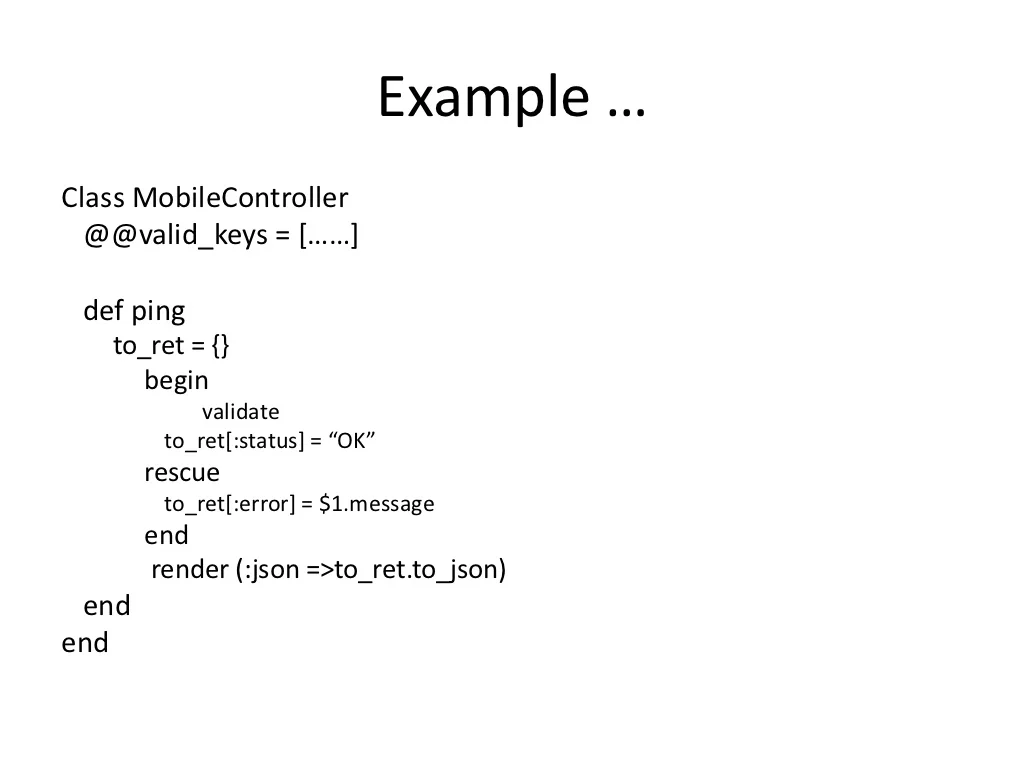 Example …
Class MobileController
@@valid_keys = [……]
def ping
to_ret = {}
begin
validate
to_ret[:status] = “OK”
rescue
to_ret[:error] = $1.message
end
render (:json =>to_ret.to_json)
end
end